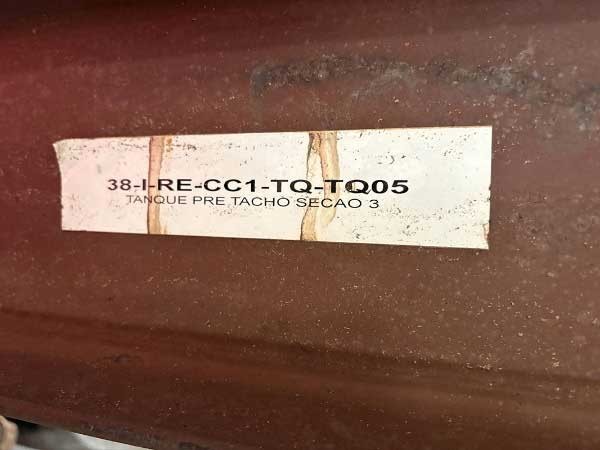 38-I-RE-CC1-TQ-TQ05
TANQUE PRE TACHO SECAO 3